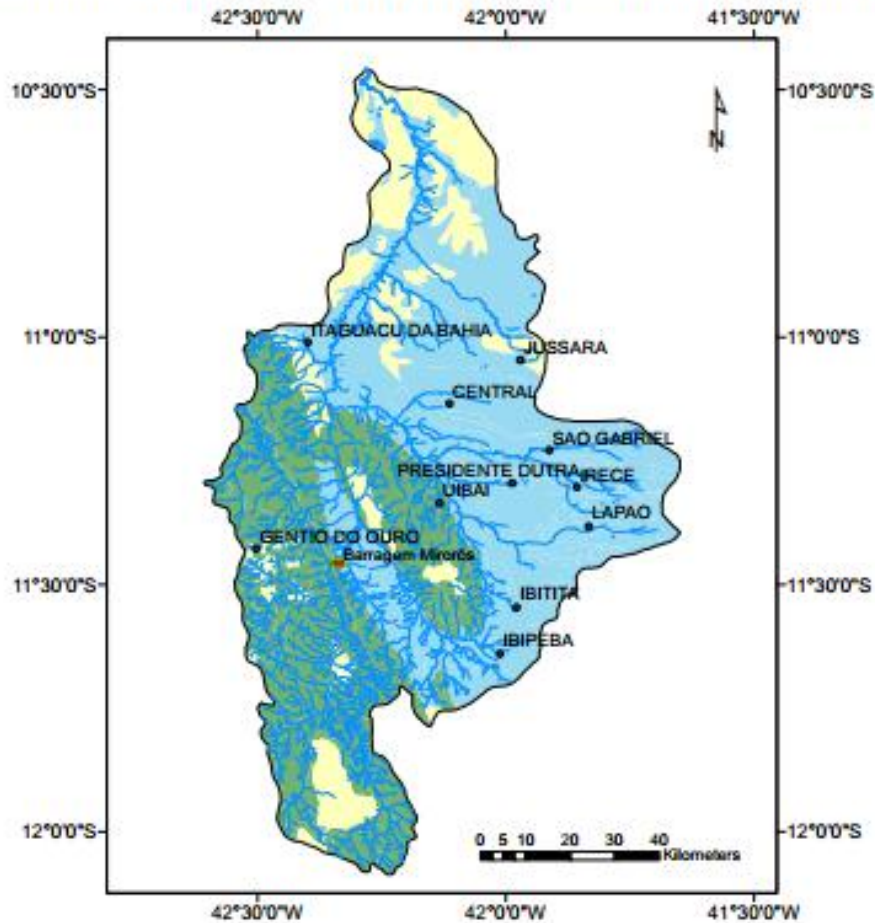 42°30'0"W 42°0'0"W 41°30'0"W
10°30'0"S 10°30'0"S
N
11°0'0"S 11°0'0"S
ITAGUACU DA BAHIA
JUSSARA
CENTRAL
SAO GABRIEL
PRESIDENTE DUTRA IRECE
UIBAI
LAPAO
GENTIO DO OURO
Barragem Mirorós
11°30'0"S 11°30'0"S
IBITITA
IBIPEBA
12°0'0"S 12°0'0"S
0 5 10 20 30 40
Kilometers
42°30'0"W 42°0'0"W 41°30'0"W